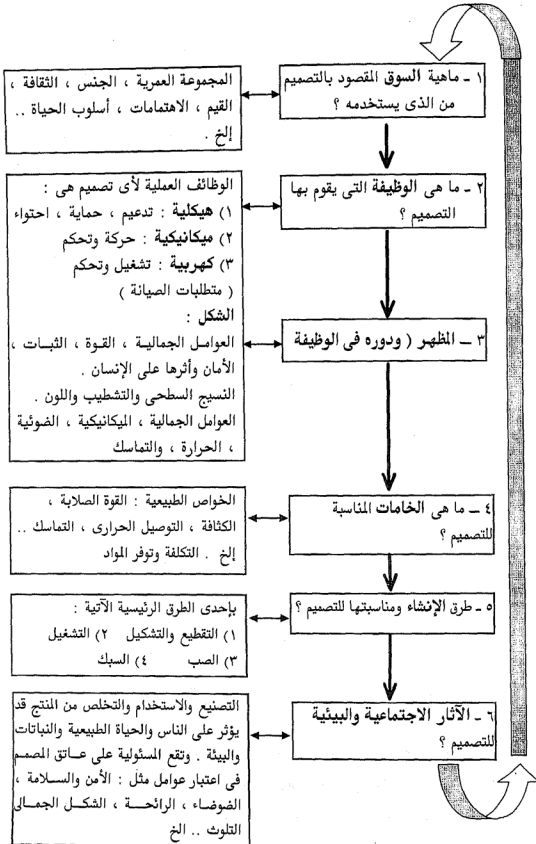 ١ ـ ماهية السوق المقصود بالتصميم
من الذى يستخدمه ؟
المجموعة العمرية ، الجنس ، الثقافة ،
القيم ، الاهتمامات ، أسلوب الحياة ..
إلخ .
٢ ـ ما هى الوظيفة التى يقوم بها
التصميم ؟
الوظائف العملية لأى تصميم هى :
١) هيكلية : تدعيم ، حماية ، احتواء
٢) ميكانيكية : حركة وتحكم
٣) كهربية : تشغيل وتحكم
( متطلبات الصيانة )
الشكل :
العوامل الجمالية ، القوة ، الثبات ،
الأمان وأثرها على الإنسان .
النسيج السطحى والتشطيب واللون .
العوامل الجمالية ، الميكانيكية ، الضوئية
، الحرارة ، والتماسك
٣ ـ المظهر ( ودوره فى الوظيفة
٤ ـ ما هى الخامات المناسبة
للتصميم ؟
الخواص الطبيعية : القوة الصلابة ،
الكثافة ، التوصيل الحرارى ، التماسك ..
إلخ . التكلفة وتوفر المواد
٥ ـ طرق الإنشاء ومناسبتها للتصميم ؟
بإحدى الطرق الرئيسية الآتية :
١) التقطيع والتشكيل ٢) التشغيل
٣) الصب ٤) السبك
٦ ـ الآثار الاجتماعية والبيئية
للتصميم ؟
التصنيع والاستخدام والتخلص من المنتج قد
يؤثر على الناس والحياة الطبيعية والنباتات
والبيئة . وتقع المسئولية على عاتق المصمم
فى اعتبار عوامل مثل : الأمن والسلامة ،
الضوضاء ، الرائحة ، الشكل الجمالى
التلوث .. الخ